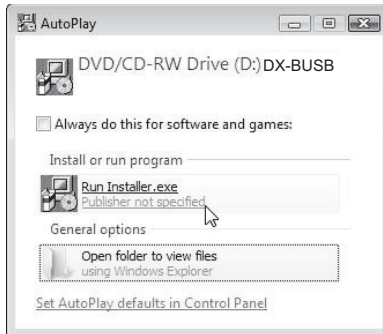 AutoPlay
DVD/CD-RW Drive (D:) DX-BUSB
Always do this for software and games:
Install or run program
Run Installer.exe
Publisher not specified
General options
Open folder to view files
using Windows Explorer
Set AutoPlay defaults in Control Panel